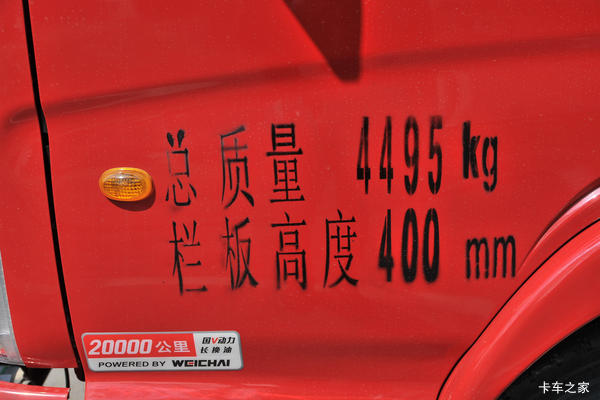 总质量 4495 kg
栏板高度 400 mm
20000公里 国V动力
长换油
POWERED BY WEICHAI
卡车之家